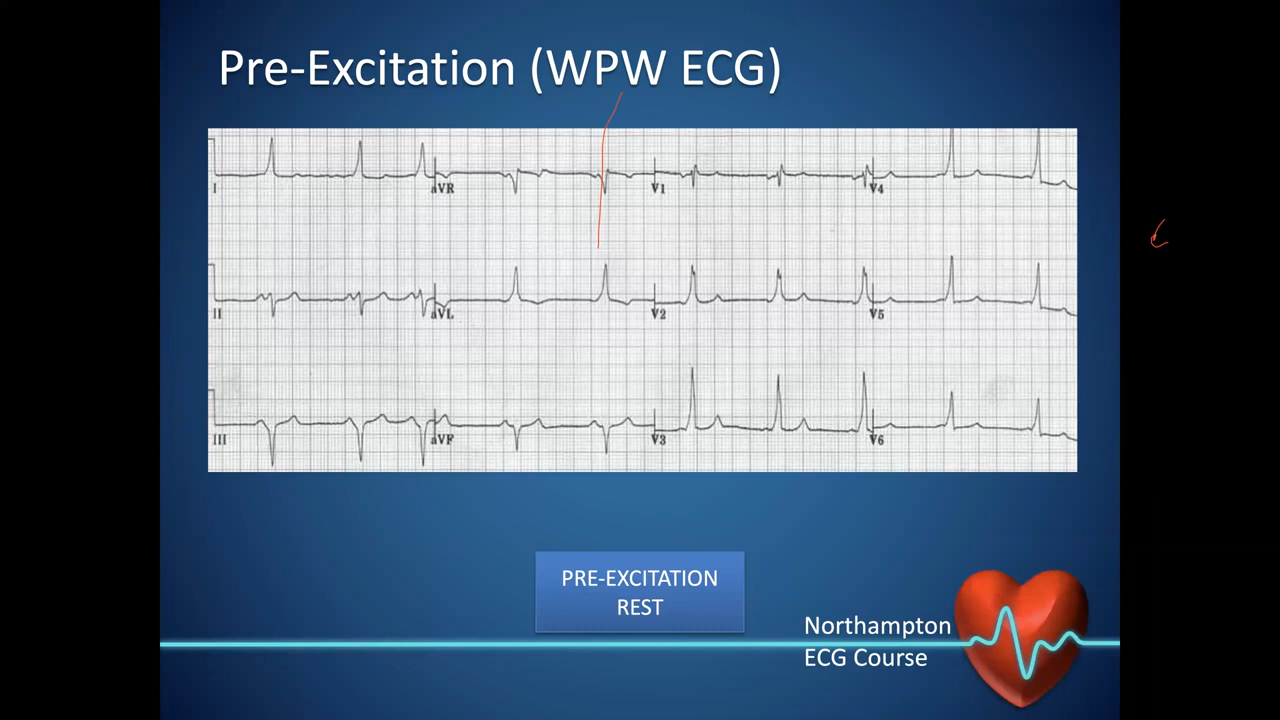 Pre-Excitation (WPW ECG)
I
aVR
V1
V4
II
aVL
V2
V5
III
aVF
V3
V6
PRE-EXCITATION
REST
Northampton
ECG Course